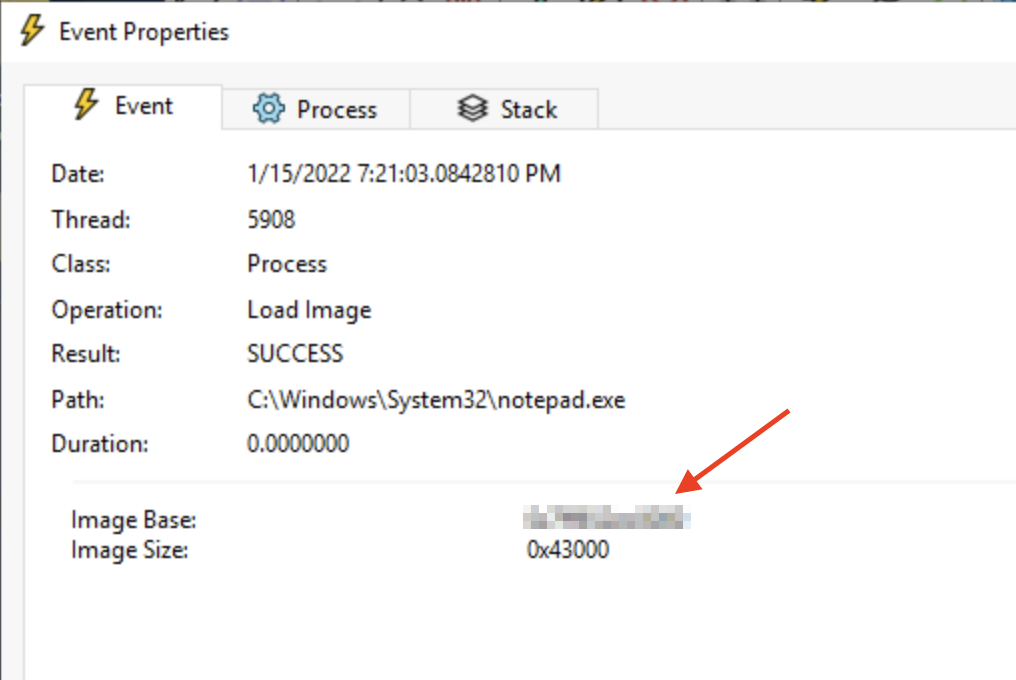 Event Properties
Event Process Stack
Date: 1/15/2022 7:21:03.0842810 PM
Thread: 5908
Class: Process
Operation: Load Image
Result: SUCCESS
Path: C:\Windows\System32\notepad.exe
Duration: 0.0000000
Image Base:
Image Size: 0x43000